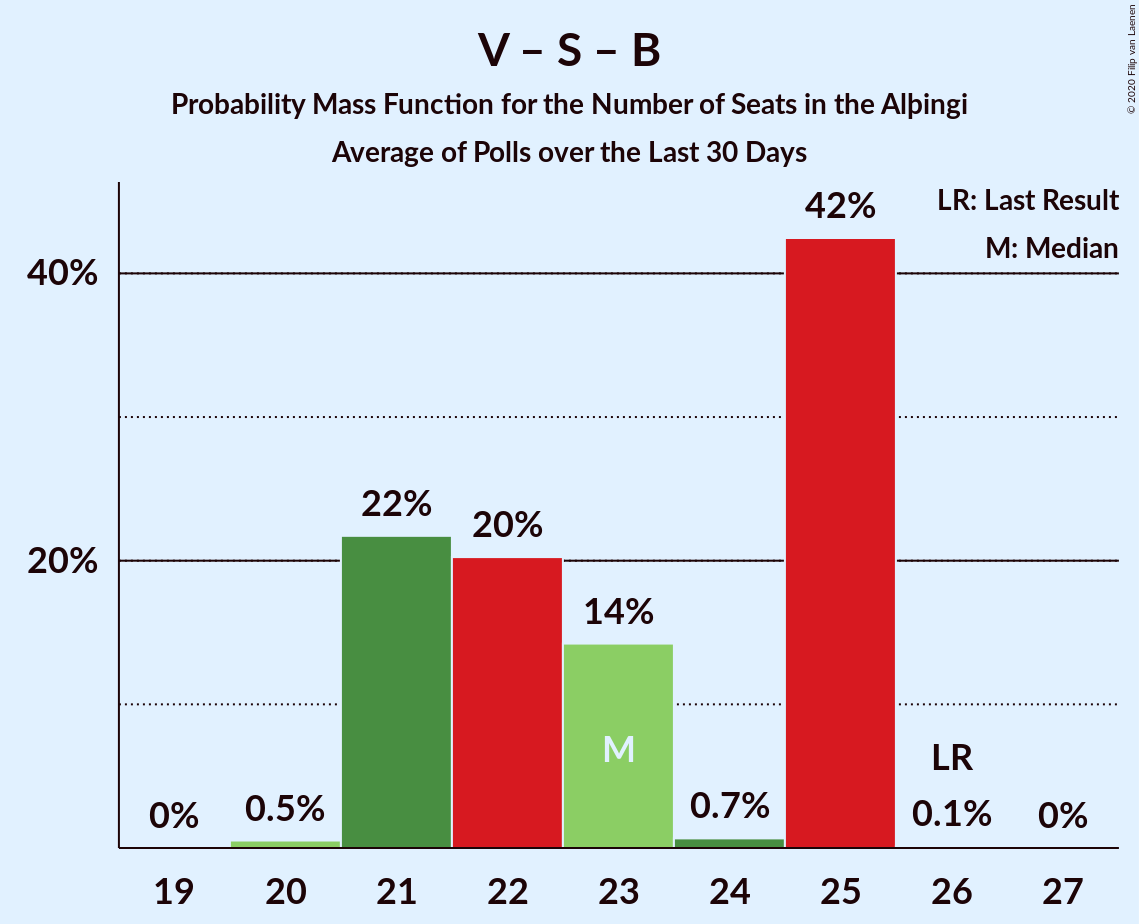 V – S – B
Probability Mass Function for the Number of Seats in the Alþingi
Average of Polls over the Last 30 Days
© 2020 Filip van Laenen
LR: Last Result
M: Median
40%
20%
0%
0.5%
22%
20%
14%
M
0.7%
42%
LR
0.1%
0%
19 20 21 22 23 24 25 26 27